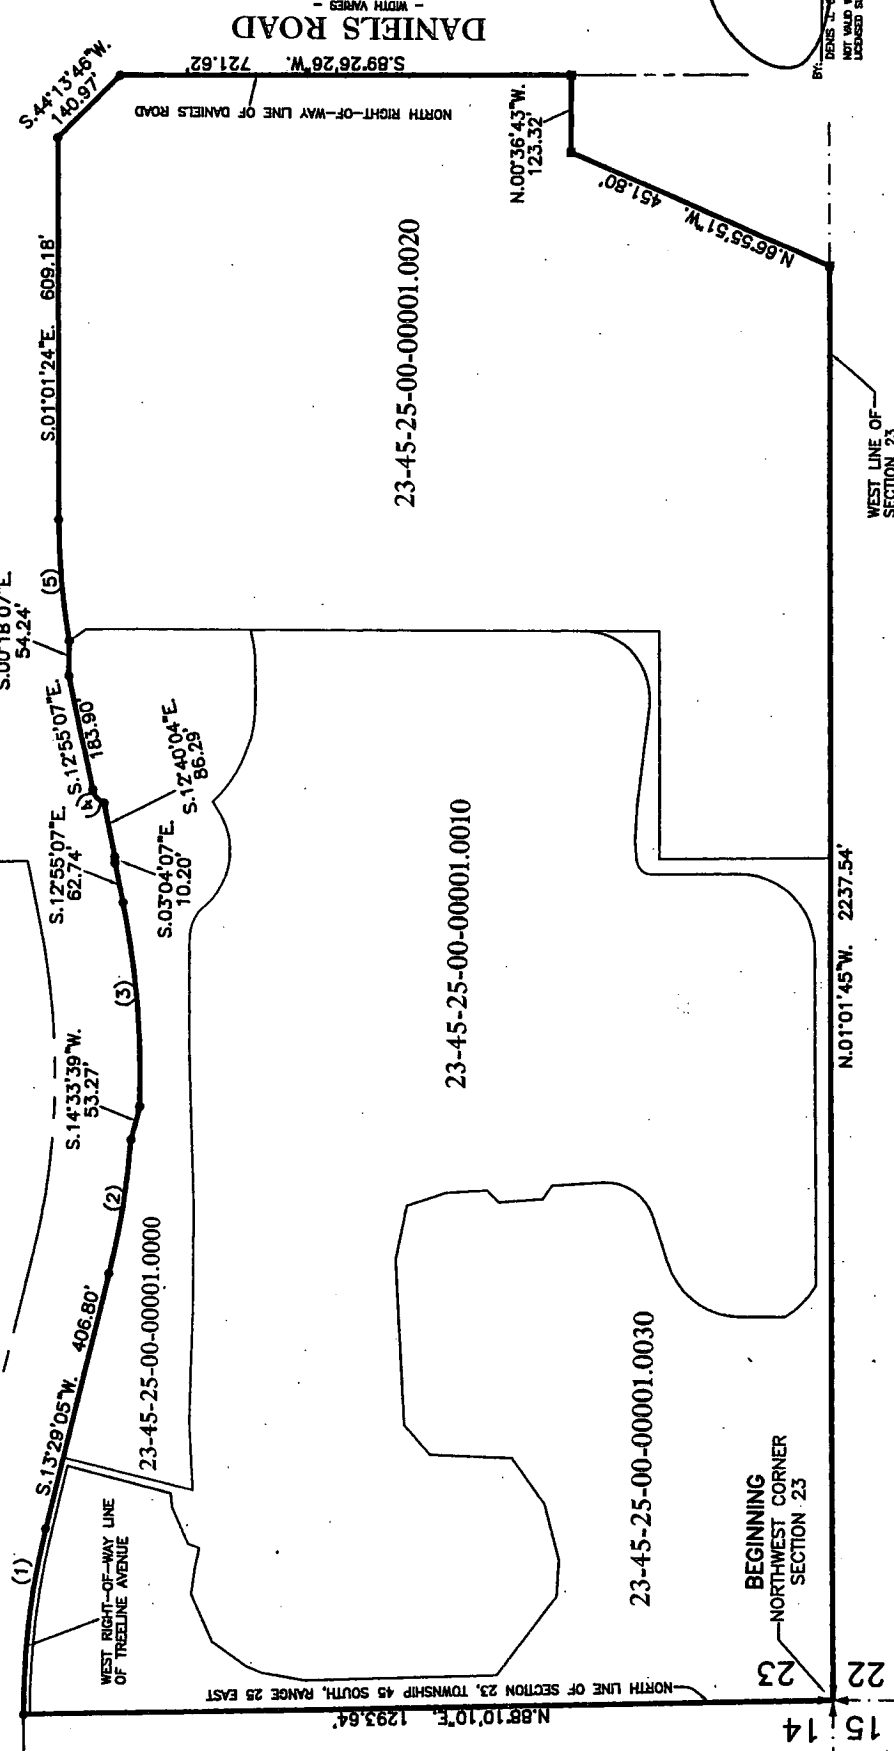 DANIELS ROAD
- WIDTH VARIES -
S.44°13'46"W.
140.97'
S.89°26'26"W. 721.62'
NORTH RIGHT-OF-WAY LINE OF DANIELS ROAD
BY:
NOT VALID
N.00°36'43"W.
123.32'
N.66°55'51"W. 451.80'
S.01°01'24"E. 609.18'
23-45-25-00-00001.0020
WEST LINE OF
SECTION 23
(5)
S.00°18'07"E.
54.24'
S.12°55'07"E.
183.90'
(4)
S.12°40'04"E.
86.29'
S.12°55'07"E.
62.74'
S.03°04'07"E.
10.20'
(3)
23-45-25-00-00001.0010
N.01°01'45"W. 2237.54'
S.14°33'39"W.
53.27'
(2)
S.13°29'05"W. 406.80'
23-45-25-00-00001.0000
23-45-25-00-00001.0030
(1)
WEST RIGHT-OF-WAY LINE
OF TREELINE AVENUE
BEGINNING
NORTHWEST CORNER
SECTION 23
NORTH LINE OF SECTION 23, TOWNSHIP 45 SOUTH, RANGE 25 EAST
N.88°10'10"E. 1293.64'
23
22
14
15